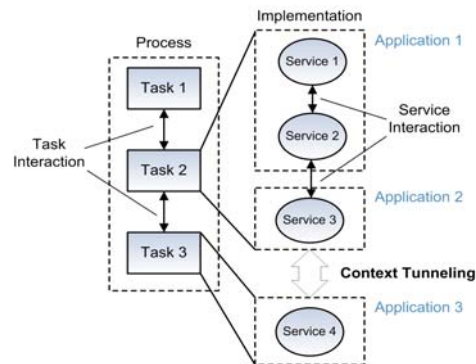 Implementation
Process
Application 1
Service 1
Task 1
Task
Interaction
Service
Interaction
Service 2
Task 2
Application 2
Service 3
Task 3
Context Tunneling
Application 3
Service 4